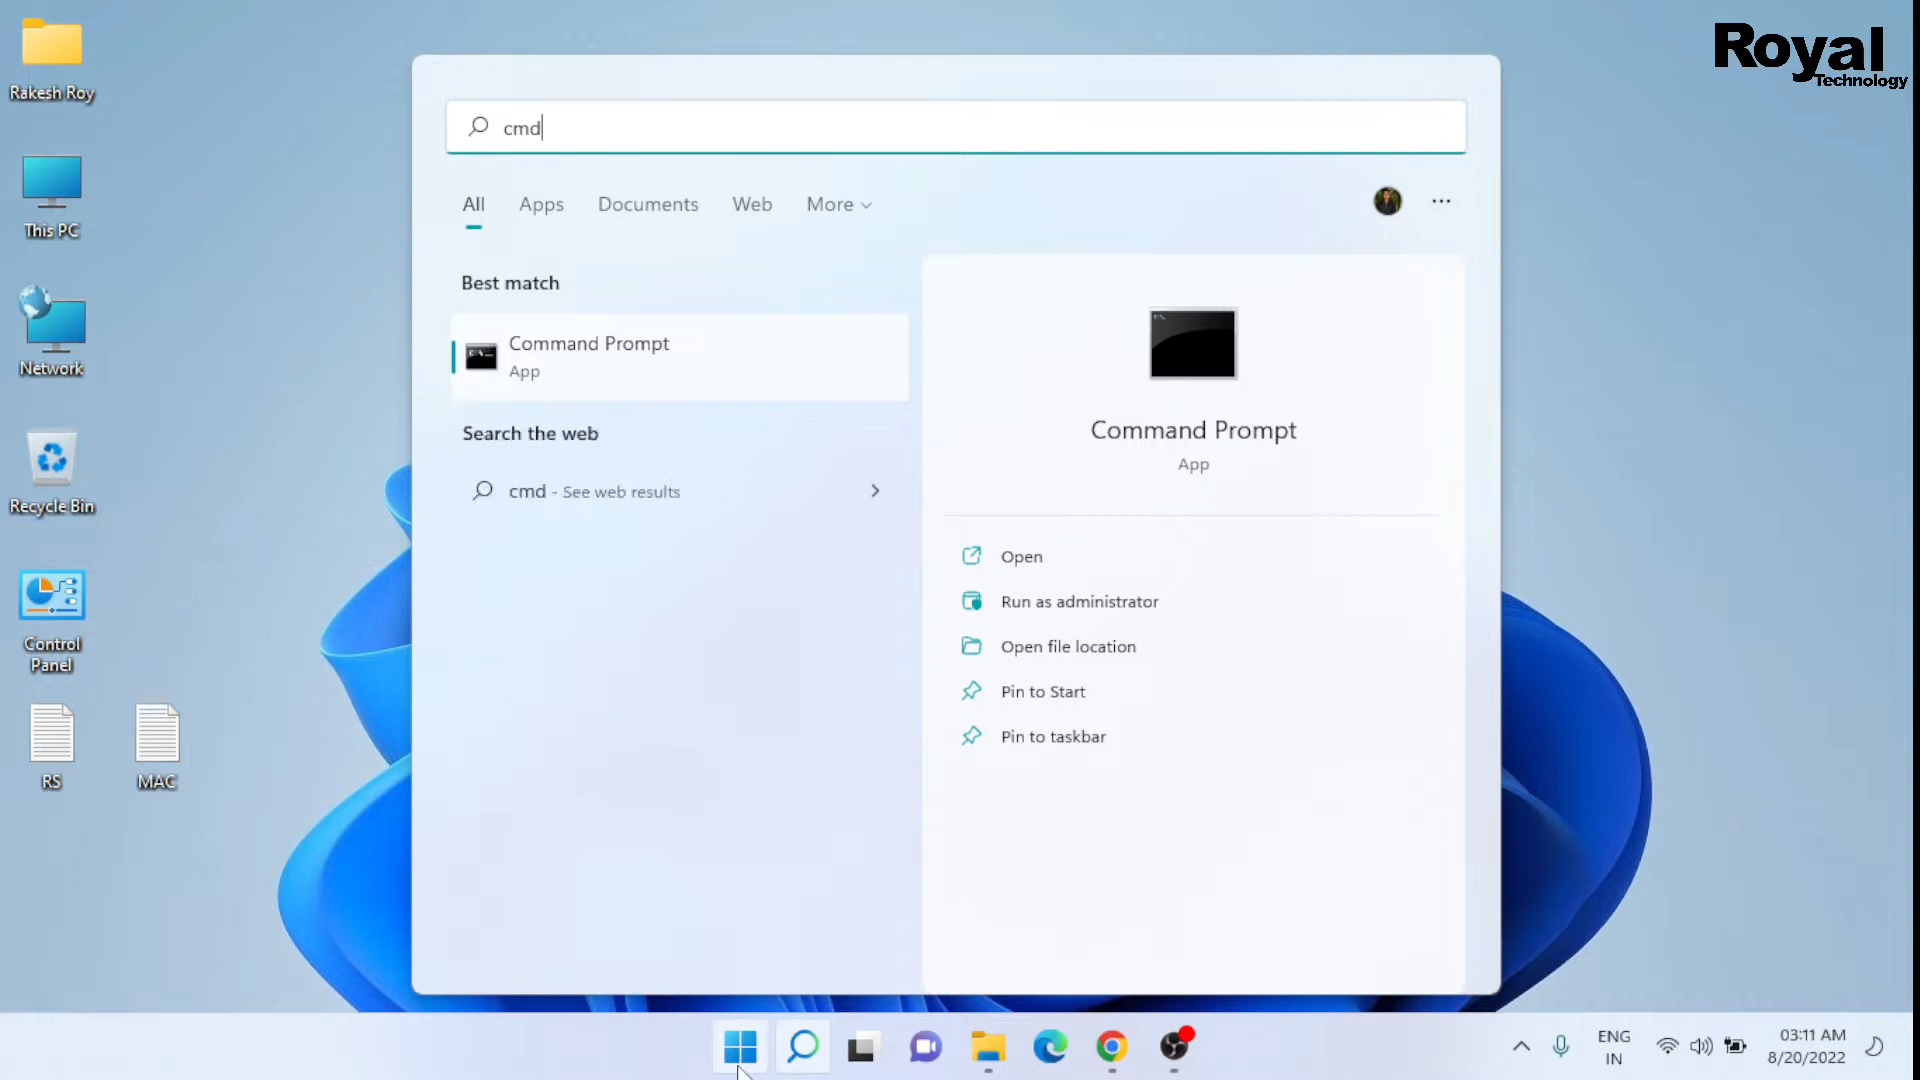 Rakesh Roy
This PC
Network
Recycle Bin
Control
Panel
RS
MAC
Royal
Technology
cmd
All
Apps
Documents
Web
More
Best match
Command Prompt
App
Search the web
cmd - See web results
Command Prompt
App
Open
Run as administrator
Open file location
Pin to Start
Pin to taskbar
ENG
IN
03:11 AM
8/20/2022